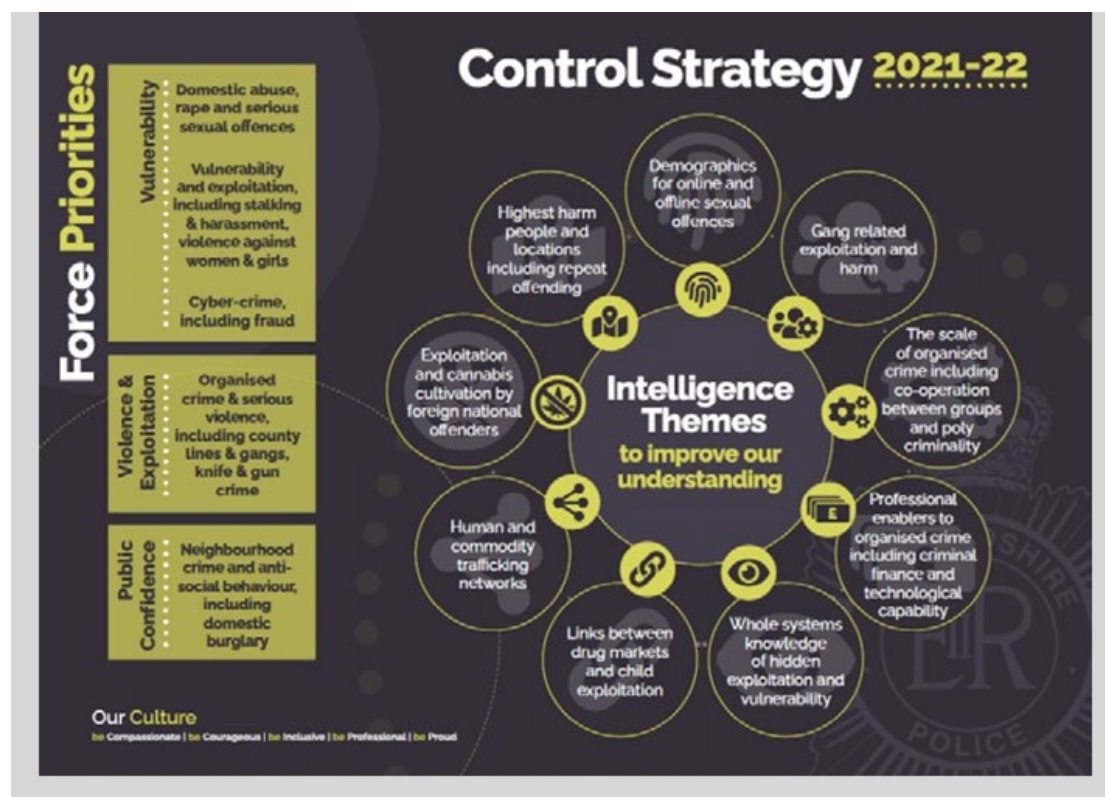 Control Strategy 2021-22
Force Priorities
Vulnerability
Domestic abuse,
rape and serious
sexual offences
Vulnerability
and exploitation,
including stalking
& harassment,
violence against
women & girls
Cyber-crime,
including fraud
Violence &
Exploitation
Organised
crime & serious
violence,
including county
lines & gangs,
knife & gun
crime
Public
Confidence
Neighbourhood
crime and anti-
social behaviour,
including
domestic
burglary
Intelligence
Themes
to improve our
understanding
Demographics
for online and
offline sexual
offences
Gang related
exploitation and
harm
The scale
of organised
crime including
co-operation
between groups
and poly
criminality
Professional
enablers to
organised crime
including criminal
finance and
technological
capability
Whole systems
knowledge
of hidden
exploitation and
vulnerability
Links between
drug markets
and child
exploitation
Human and
commodity
trafficking
networks
Exploitation
and cannabis
cultivation by
foreign national
offenders
Highest harm
people and
locations
including repeat
offending
£
Our Culture
be Compassionate | be Courageous | be Inclusive | be Professional | be Proud
EIIR
POLICE